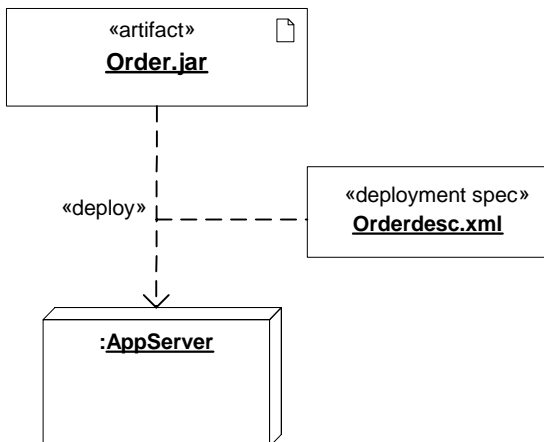 «artifact»
Order.jar
«deploy»
«deployment spec»
Orderdesc.xml
:AppServer